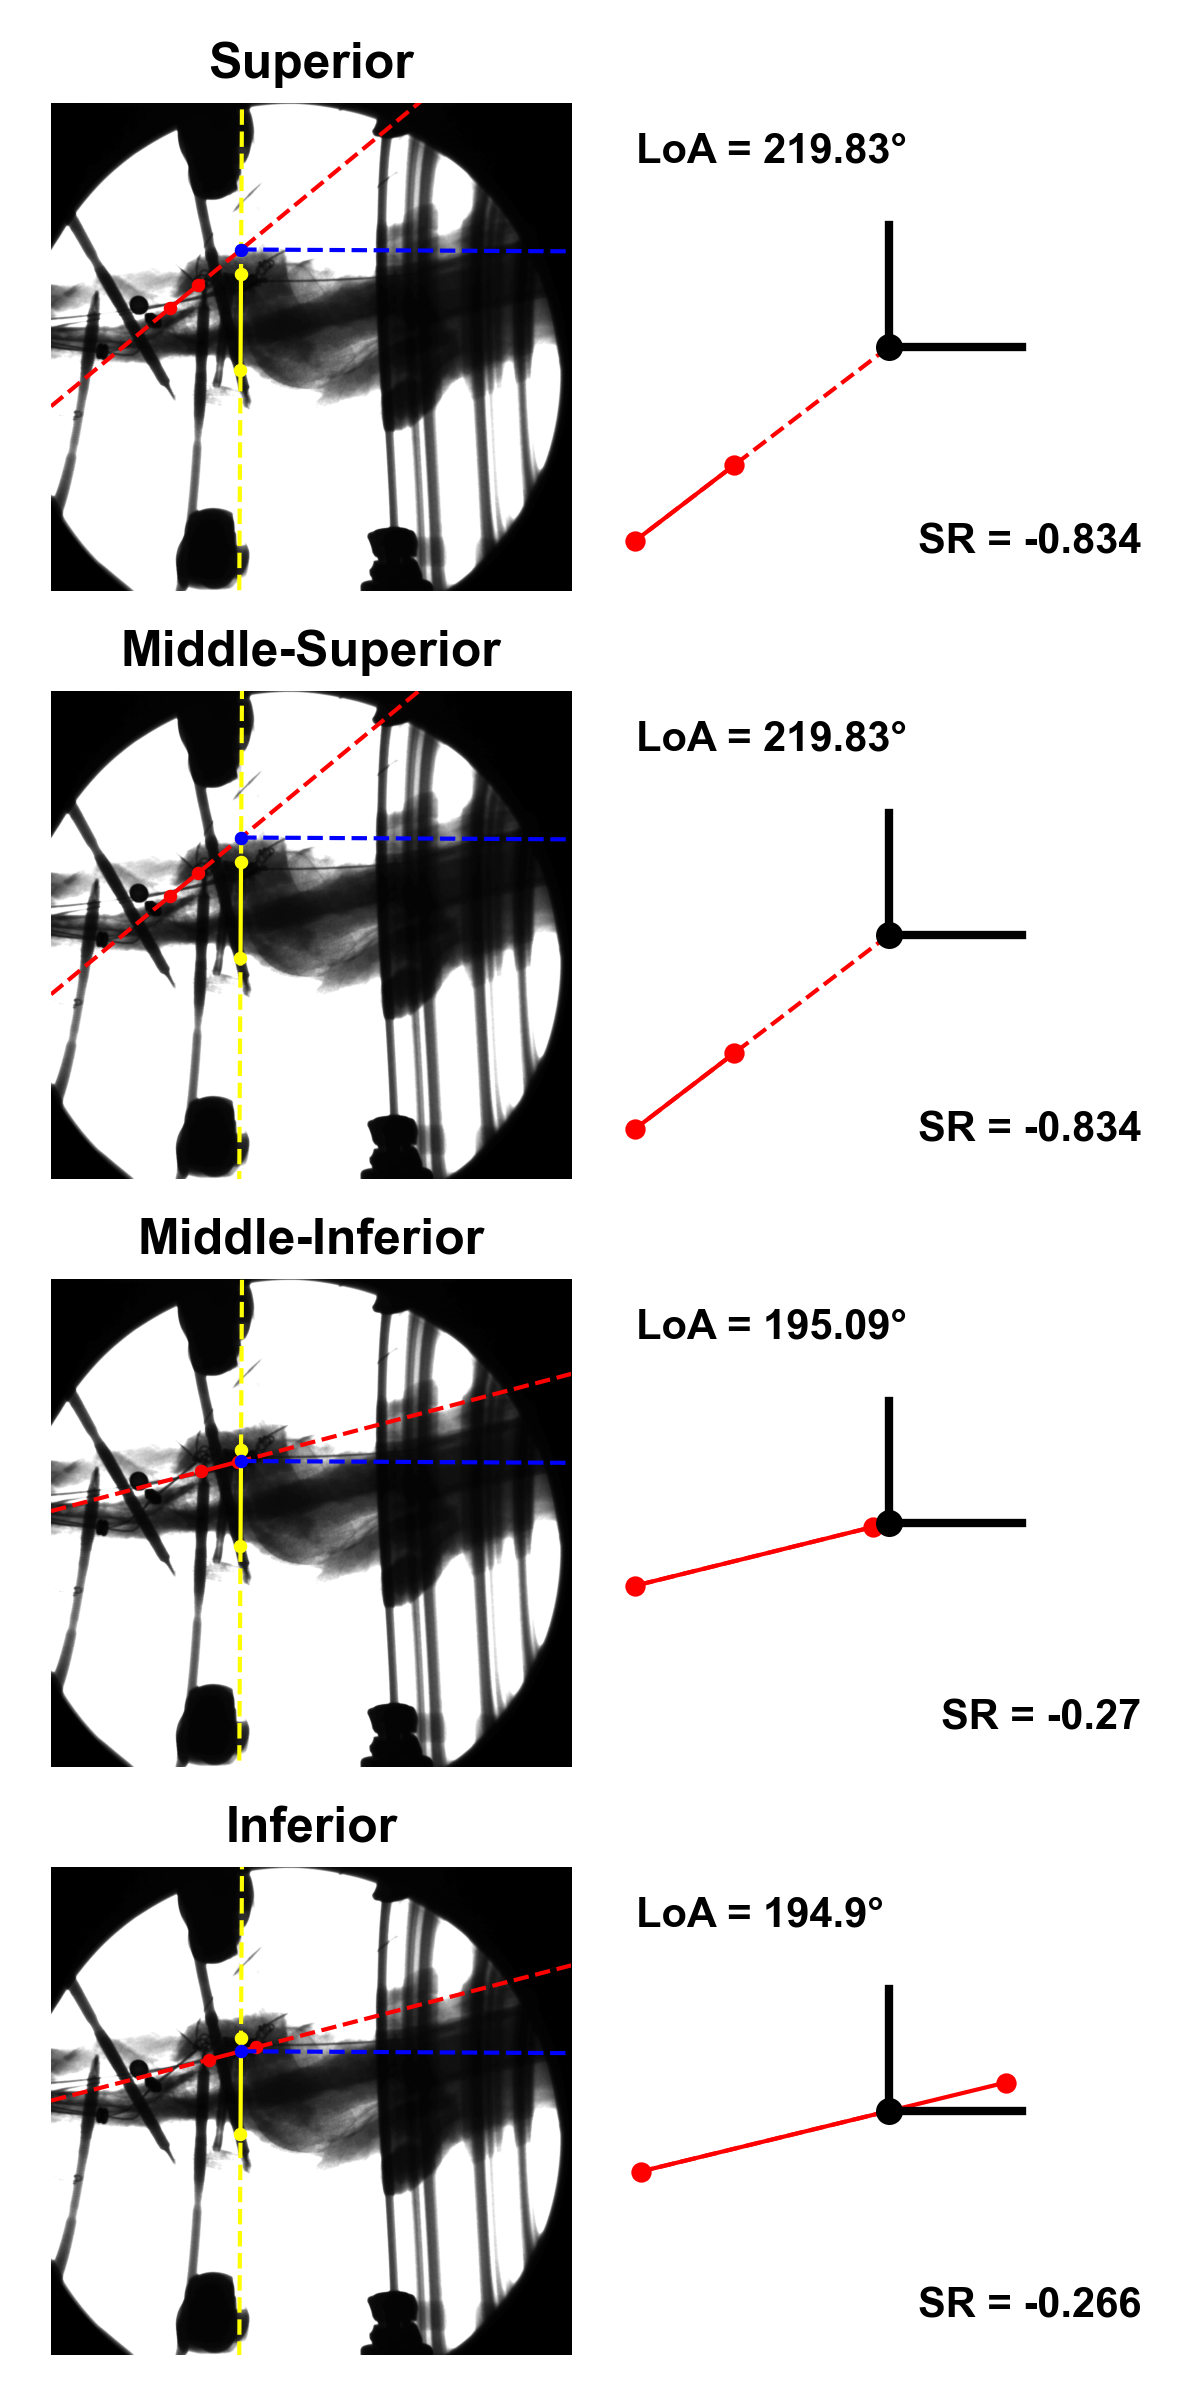 Superior
LoA = 219.83°
SR = -0.834
Middle-Superior
LoA = 219.83°
SR = -0.834
Middle-Inferior
LoA = 195.09°
SR = -0.27
Inferior
LoA = 194.9°
SR = -0.266